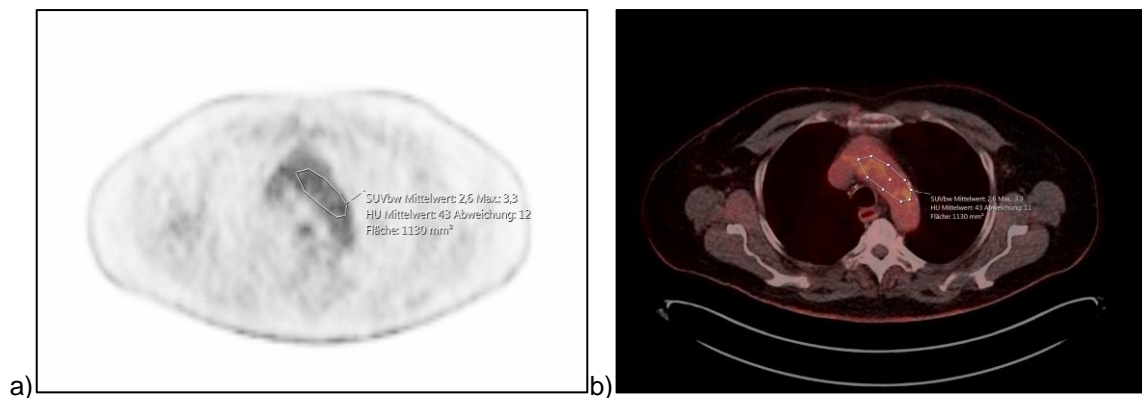 SUVbw Mittelwert: 2,6 Max.: 3,3
HU Mittelwert: 43 Abweichung: 12
Fläche: 1130 mm²
a)
SUVbw Mittelwert: 2,6 Max.: 3,3
HU Mittelwert: 43 Abweichung: 11
Fläche: 1130 mm²
b)